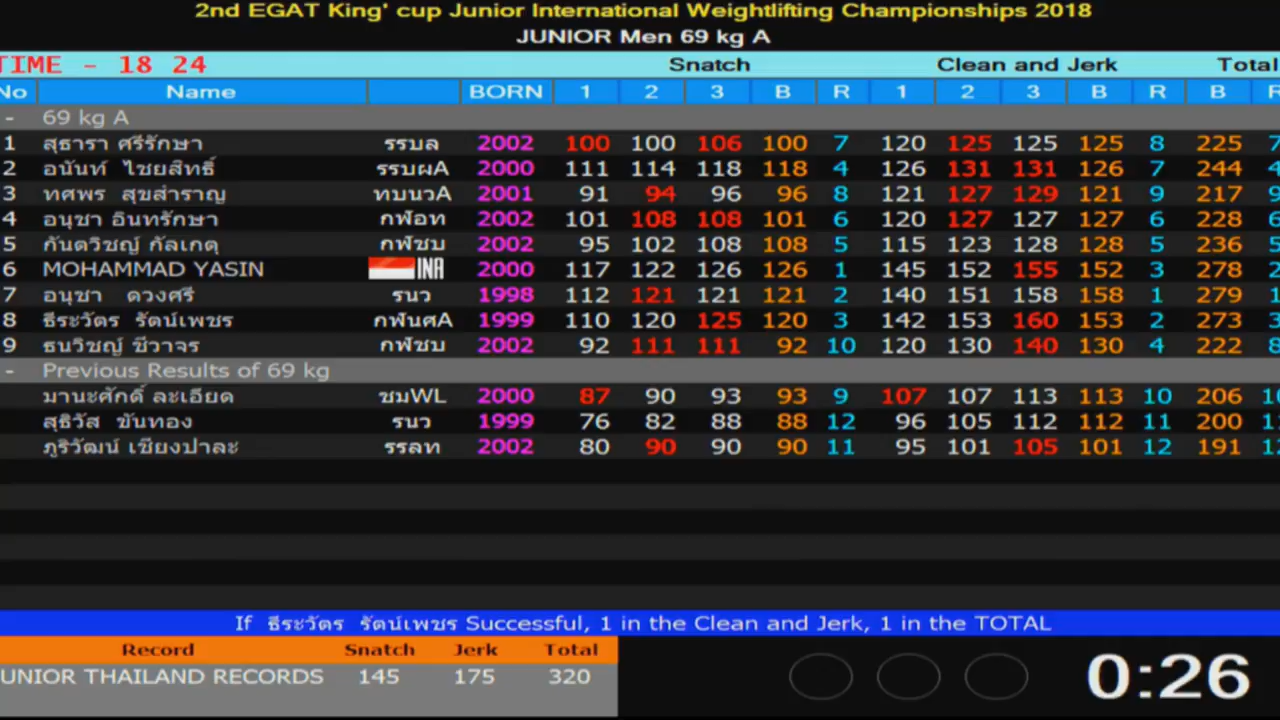 2nd EGAT King' cup Junior International Weightlifting Championships 2018
JUNIOR Men 69 kg A
TIME - 18 24 Snatch Clean and Jerk Total
No Name BORN 1 2 3 B R 1 2 3 B R B R
- 69 kg A
1 สุธารา ศรีรักษา รรบล 2002 100 100 106 100 7 120 125 125 125 8 225 7
2 อนันท์ ไชยสิทธิ์ รรบผA 2000 111 114 118 118 4 126 131 131 126 7 244 4
3 ทศพร สุขสำราญ ทบนวA 2001 91 94 96 96 8 121 127 129 121 9 217 9
4 อนุชา อินทรักษา กฬอท 2002 101 108 108 101 6 120 127 127 127 6 228 6
5 กันตวิชญ์ กัลเกตุ กฬชบ 2002 95 102 108 108 5 115 123 128 128 5 236 5
6 MOHAMMAD YASIN INA 2000 117 122 126 126 1 145 152 155 152 3 278 2
7 อนุชา ดวงศรี รนว 1998 112 121 121 121 2 140 151 158 158 1 279 1
8 ธีระวัตร รัตน์เพชร กฬนศA 1999 110 120 125 120 3 142 153 160 153 2 273 3
9 ธนวิชญ์ ชีวาจร กฬชบ 2002 92 111 111 92 10 120 130 140 130 4 222 8
- Previous Results of 69 kg
มานะศักดิ์ ละเอียด ชมWL 2000 87 90 93 93 9 107 107 113 113 10 206 10
สุธิวัส ขันทอง รนว 1999 76 82 88 88 12 96 105 112 112 11 200 11
ภูริวัฒน์ เชียงปาละ รรลท 2002 80 90 90 90 11 95 101 105 101 12 191 12
If ธีระวัตร รัตน์เพชร Successful, 1 in the Clean and Jerk, 1 in the TOTAL
Record Snatch Jerk Total
UNIOR THAILAND RECORDS 145 175 320
0:26